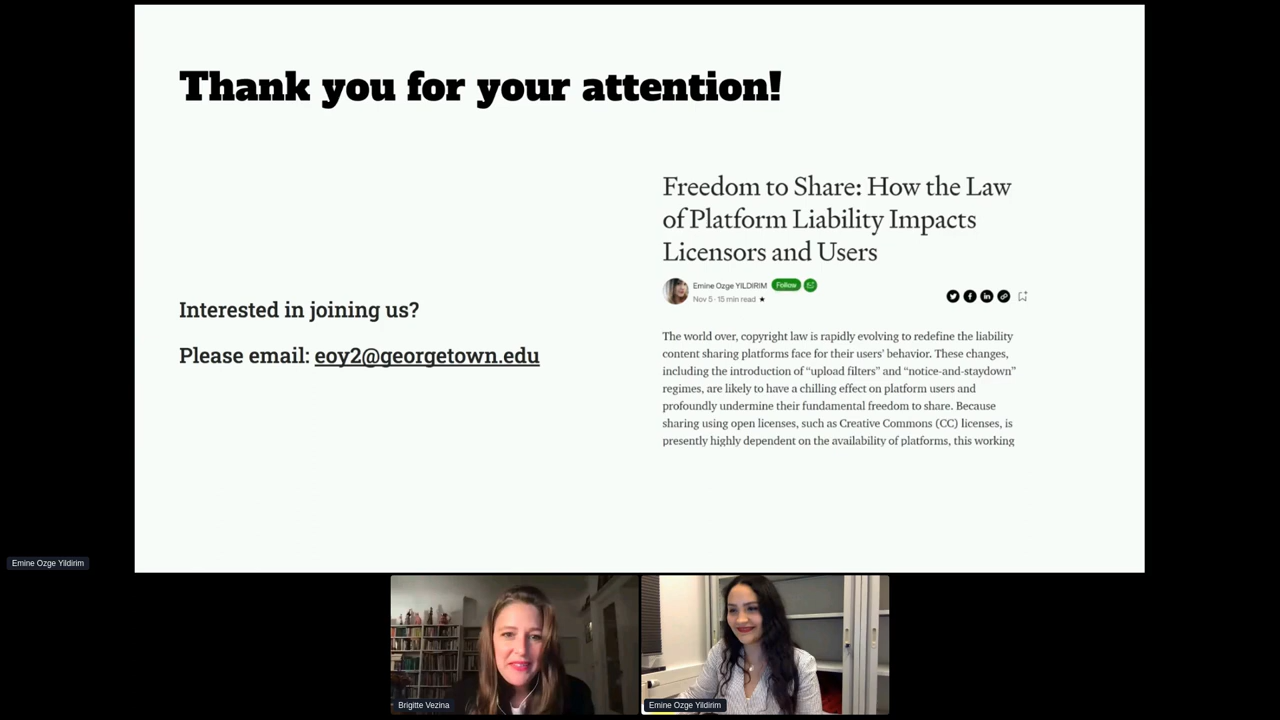 Thank you for your attention!
Interested in joining us?
Please email: eoy2@georgetown.edu
Freedom to Share: How the Law
of Platform Liability Impacts
Licensors and Users
Emine Ozge YILDIRIM Follow
Nov 5 · 15 min read ★
The world over, copyright law is rapidly evolving to redefine the liability
content sharing platforms face for their users’ behavior. These changes,
including the introduction of “upload filters” and “notice-and-staydown”
regimes, are likely to have a chilling effect on platform users and
profoundly undermine their fundamental freedom to share. Because
sharing using open licenses, such as Creative Commons (CC) licenses, is
presently highly dependent on the availability of platforms, this working
Emine Ozge Yildirim
Brigitte Vezina
Emine Ozge Yildirim